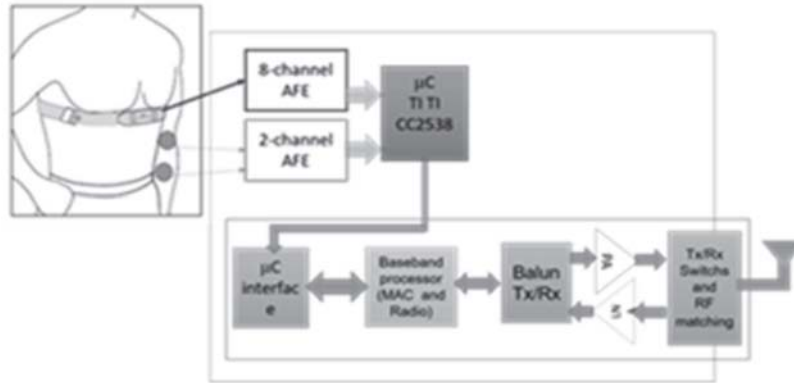 8-channel
AFE
2-channel
AFE
µC
TI TI
CC2538
µC
interfac
e
Baseband
processor
(MAC and
Radio)
Balun
Tx/Rx
PA
Tx/Rx
Switchs
and
RF
matching